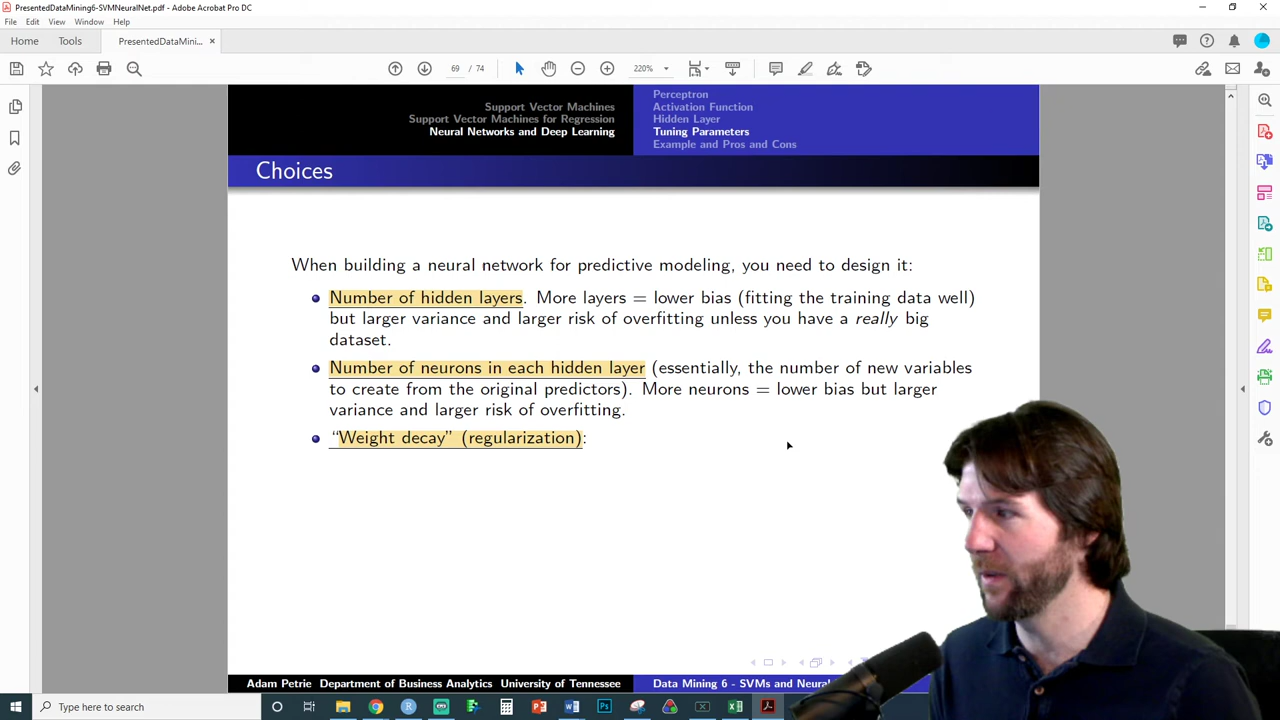 PresentedDataMining6-SVMNeuralNet.pdf - Adobe Acrobat Pro DC
File Edit View Window Help
Home Tools PresentedDataMini... ×
69 / 74 220%
Support Vector Machines
Support Vector Machines for Regression
Neural Networks and Deep Learning
Perceptron
Activation Function
Hidden Layer
Tuning Parameters
Example and Pros and Cons
Choices
When building a neural network for predictive modeling, you need to design it:
Number of hidden layers. More layers = lower bias (fitting the training data well)
but larger variance and larger risk of overfitting unless you have a really big
dataset.
Number of neurons in each hidden layer (essentially, the number of new variables
to create from the original predictors). More neurons = lower bias but larger
variance and larger risk of overfitting.
“Weight decay” (regularization):
Adam Petrie Department of Business Analytics University of Tennessee
Data Mining 6 - SVMs and Neural
Type here to search